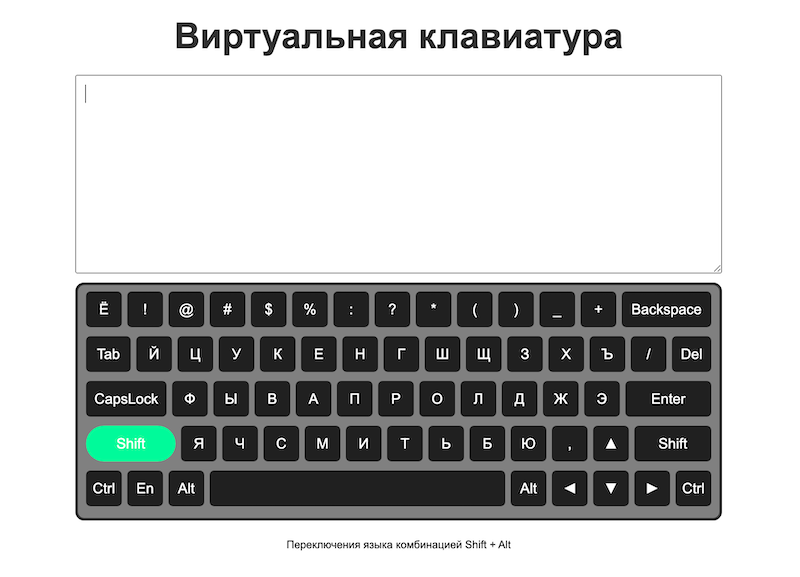 Виртуальная клавиатура
Ё ! @ # $ % : ? * ( ) _ + Backspace
Tab Й Ц У К Е Н Г Ш Щ З Х Ъ / Del
CapsLock Ф Ы В А П Р О Л Д Ж Э Enter
Shift Я Ч С М И Т Ь Б Ю , ▲ Shift
Ctrl En Alt Alt ◄ ▼ ► Ctrl
Переключения языка комбинацией Shift + Alt